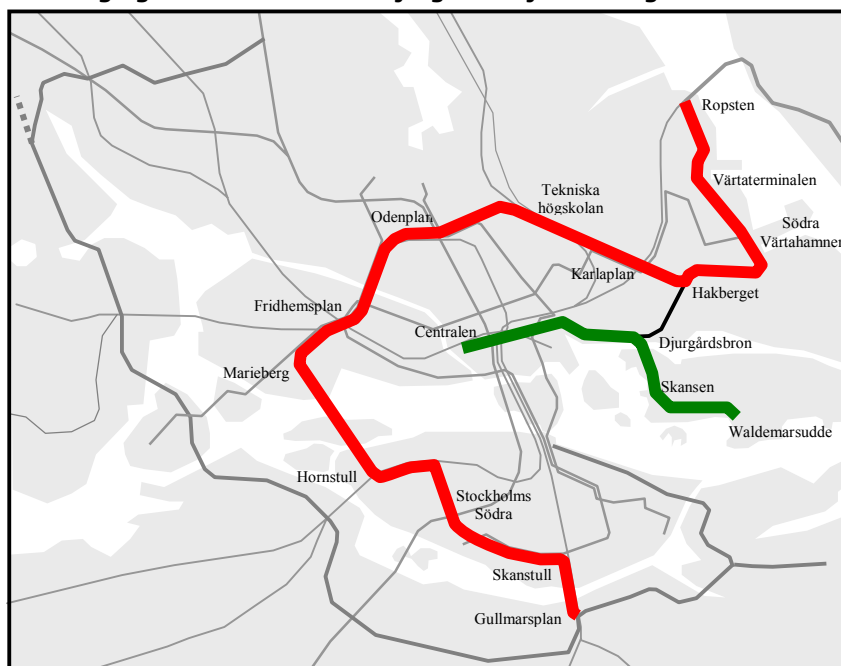 Ropsten
Värtaterminalen
Tekniska
högskolan
Odenplan
Södra
Värtahamnen
Karlaplan
Hakberget
Fridhemsplan
Centralen
Djurgårdsbron
Marieberg
Skansen
Waldemarsudde
Hornstull
Stockholms
Södra
Skanstull
Gullmarsplan